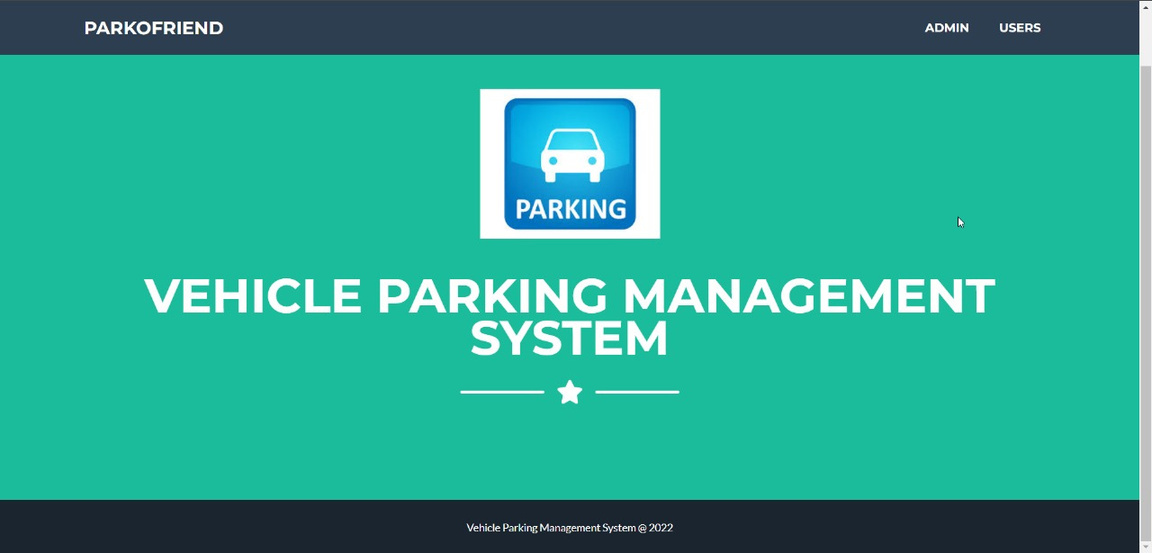 PARKOFRIEND
ADMIN
USERS
PARKING
VEHICLE PARKING MANAGEMENT
SYSTEM
Vehicle Parking Management System @ 2022